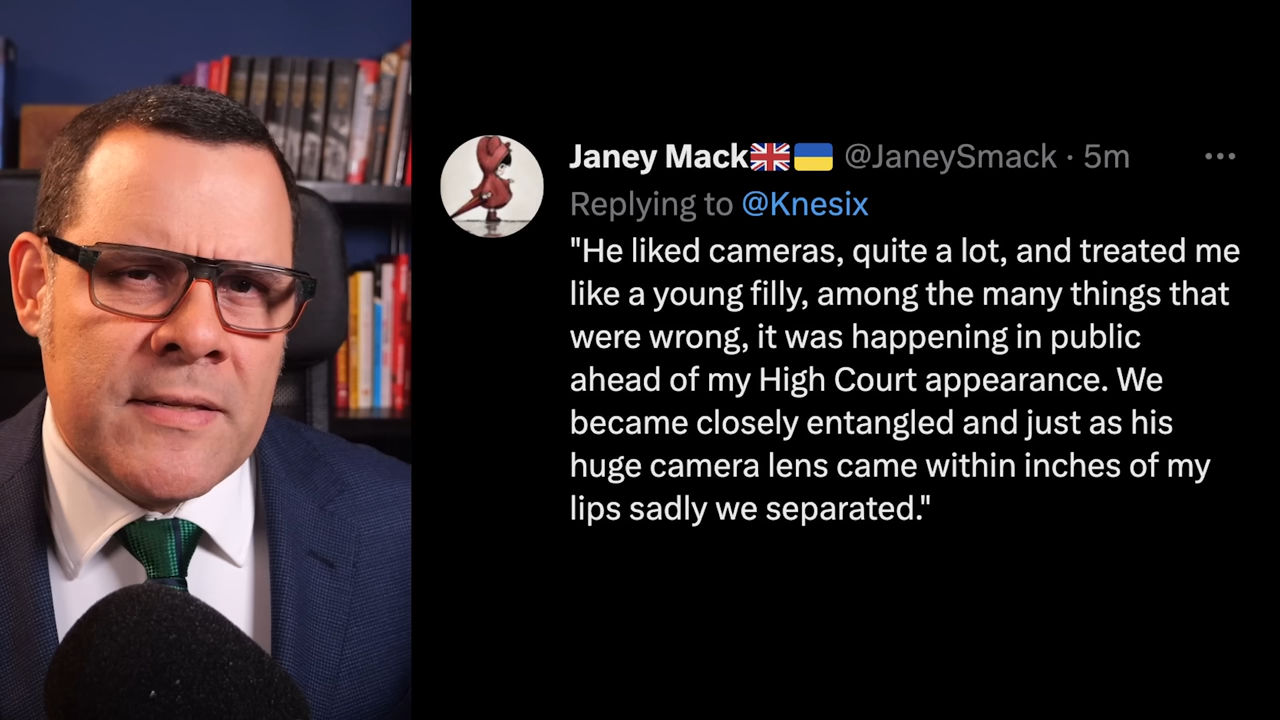 Janey Mack🇬🇧🇺🇦 @JaneySmack · 5m
Replying to @Knesix
"He liked cameras, quite a lot, and treated me
like a young filly, among the many things that
were wrong, it was happening in public
ahead of my High Court appearance. We
became closely entangled and just as his
huge camera lens came within inches of my
lips sadly we separated."